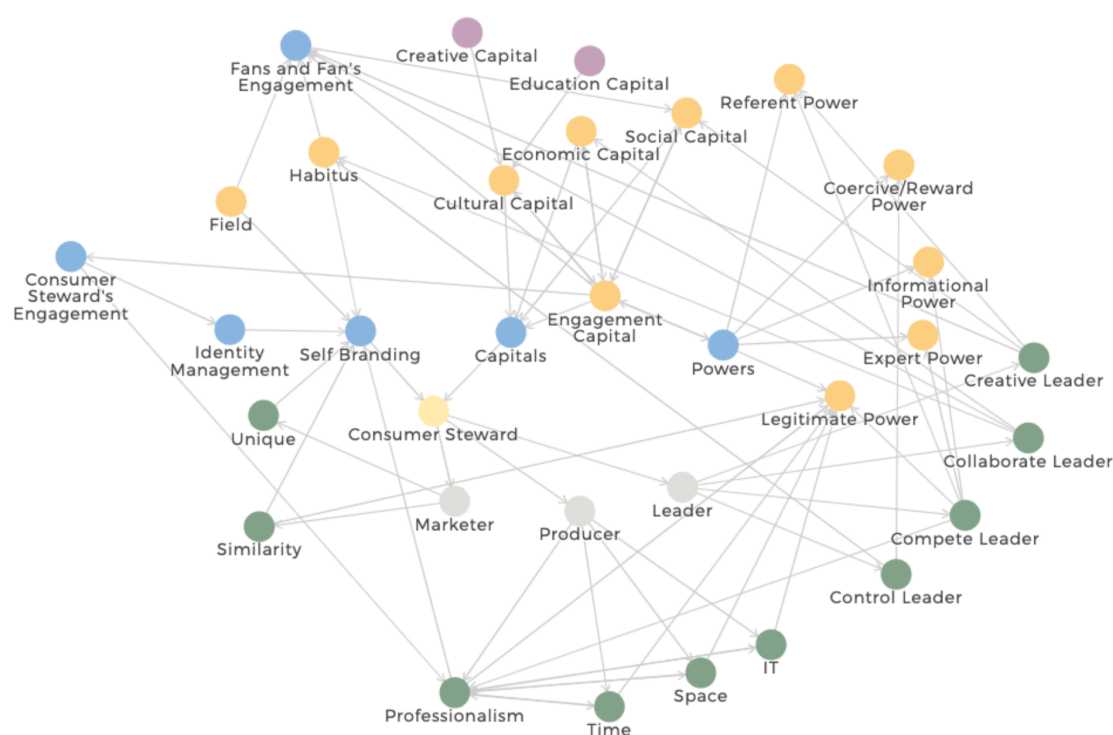 Creative Capital
Fans and Fan's
Engagement
Education Capital
Referent Power
Social Capital
Economic Capital
Habitus
Coercive/Reward
Power
Cultural Capital
Field
Consumer
Steward's
Engagement
Informational
Power
Engagement
Capital
Identity
Management
Self Branding
Capitals
Powers
Expert Power
Creative Leader
Legitimate Power
Unique
Consumer Steward
Collaborate Leader
Leader
Marketer
Producer
Similarity
Compete Leader
Control Leader
IT
Space
Professionalism
Time